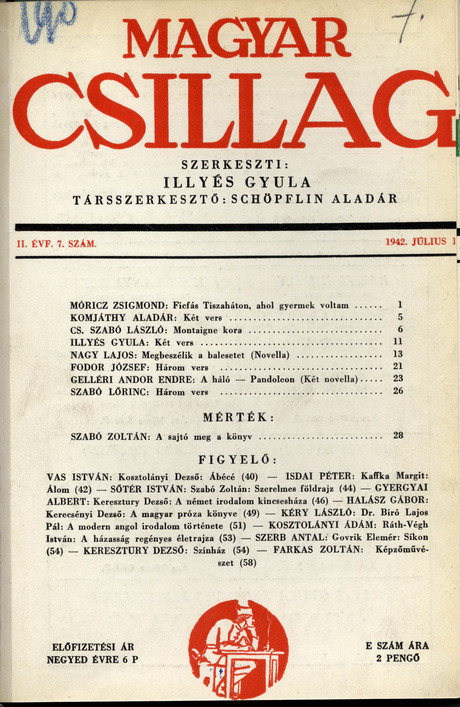 7.
MAGYAR
CSILLAG
SZERKESZTI:
ILLYÉS GYULA
TÁRSSZERKESZTŐ: SCHÖPFLIN ALADÁR
II. ÉVF. 7. SZÁM.
1942. JÚLIUS 1
MÓRICZ ZSIGMOND: Ficfás Tiszaháton, ahol gyermek voltam ...... 1
KOMJÁTHY ALADÁR: Két vers ................................ 5
CS. SZABÓ LÁSZLÓ: Montaigne kora ............................ 6
ILLYÉS GYULA: Két vers ...................................... 11
NAGY LAJOS: Megbeszélik a balesetet (Novella) .................. 13
FODOR JÓZSEF: Három vers .................................. 21
GELLÉRI ANDOR ENDRE: A háló — Pandoleon (Két novella)..... 23
SZABÓ LŐRINC: Három vers .................................. 26
MÉRTÉK:
SZABÓ ZOLTÁN: A sajtó meg a könyv .......................... 28
FIGYELŐ:
VAS ISTVÁN: Kosztolányi Dezső: Ábécé (40) — ISDAI PÉTER: Kaffka Margit:
Álom (42) — SŐTÉR ISTVÁN: Szabó Zoltán: Szerelmes földrajz (44) — GYERGYAI
ALBERT: Keresztury Dezső: A német irodalom kincsesháza (46) — HALÁSZ GÁBOR:
Kerecsényi Dezső: A magyar próza könyve (49) — KÉRY LÁSZLÓ: Dr. Biró Lajos
Pál: A modern angol irodalom története (51) — KOSZTOLÁNYI ÁDÁM: Ráth-Végh
István: A házasság regényes életrajza (53) — SZERB ANTAL: Govrik Elemér: Síkon
(54) — KERESZTÚRY DEZSŐ: Színház (54) — FARKAS ZOLTÁN: Képzőművé-
szet (58)
ELŐFIZETÉSI ÁR
NEGYED ÉVRE 6 P
E SZÁM ÁRA
2 PENGŐ